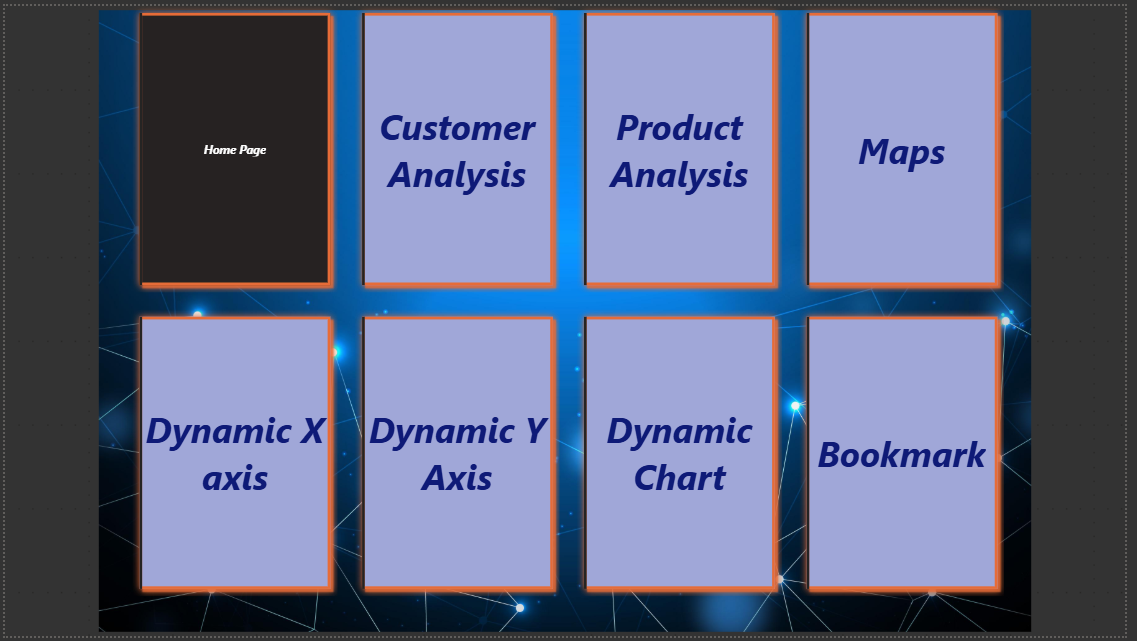 Home Page
Customer
Analysis
Product
Analysis
Maps
Dynamic X
axis
Dynamic Y
Axis
Dynamic
Chart
Bookmark